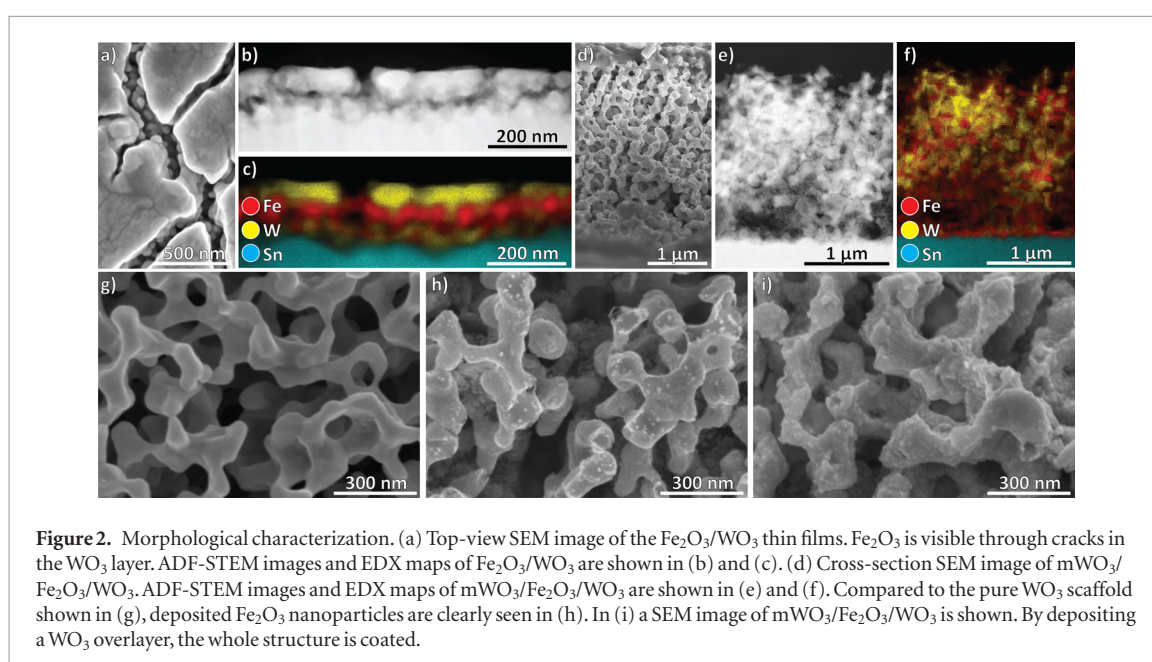 a)
b)
d)
e)
f)
200 nm
c)
Fe
W
Sn
500 nm
200 nm
1 µm
1 µm
Fe
W
Sn
1 µm
g)
h)
i)
300 nm
300 nm
300 nm
Figure 2. Morphological characterization. (a) Top-view SEM image of the Fe₂O₃/WO₃ thin films. Fe₂O₃ is visible through cracks in
the WO₃ layer. ADF-STEM images and EDX maps of Fe₂O₃/WO₃ are shown in (b) and (c). (d) Cross-section SEM image of mWO₃/
Fe₂O₃/WO₃. ADF-STEM images and EDX maps of mWO₃/Fe₂O₃/WO₃ are shown in (e) and (f). Compared to the pure WO₃ scaffold
shown in (g), deposited Fe₂O₃ nanoparticles are clearly seen in (h). In (i) a SEM image of mWO₃/Fe₂O₃/WO₃ is shown. By depositing
a WO₃ overlayer, the whole structure is coated.